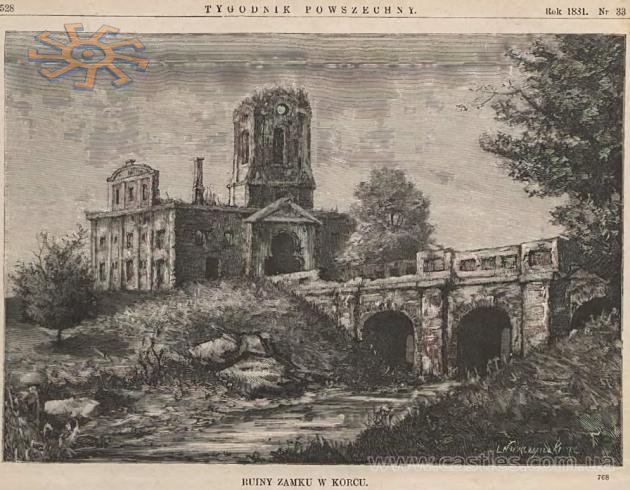 528
TYGODNIK POWSZECHNY.
Rok 1881. Nr 33
www.castles.com.ua
RUINY ZAMKU W KORCU.
768